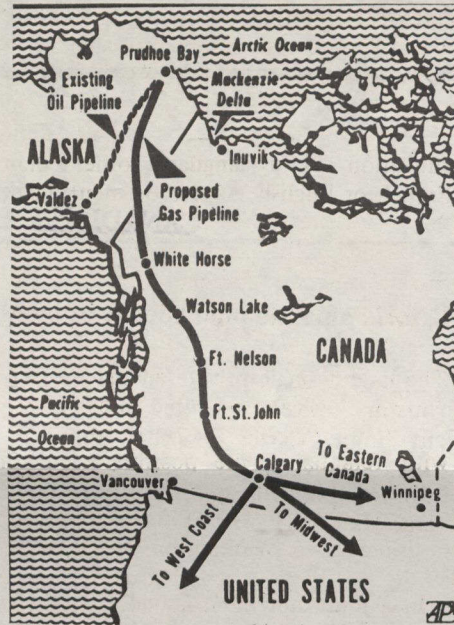 Prudhoe Bay
Arctic Ocean
Existing
Oil Pipeline
Mackenzie
Delta
ALASKA
Inuvik
Valdez
Proposed
Gas Pipeline
White Horse
Watson Lake
CANADA
Ft. Nelson
Pacific
Ocean
Ft. St. John
To Eastern
Canada
Calgary
Vancouver
Winnipeg
To West Coast
To Midwest
UNITED STATES
AP